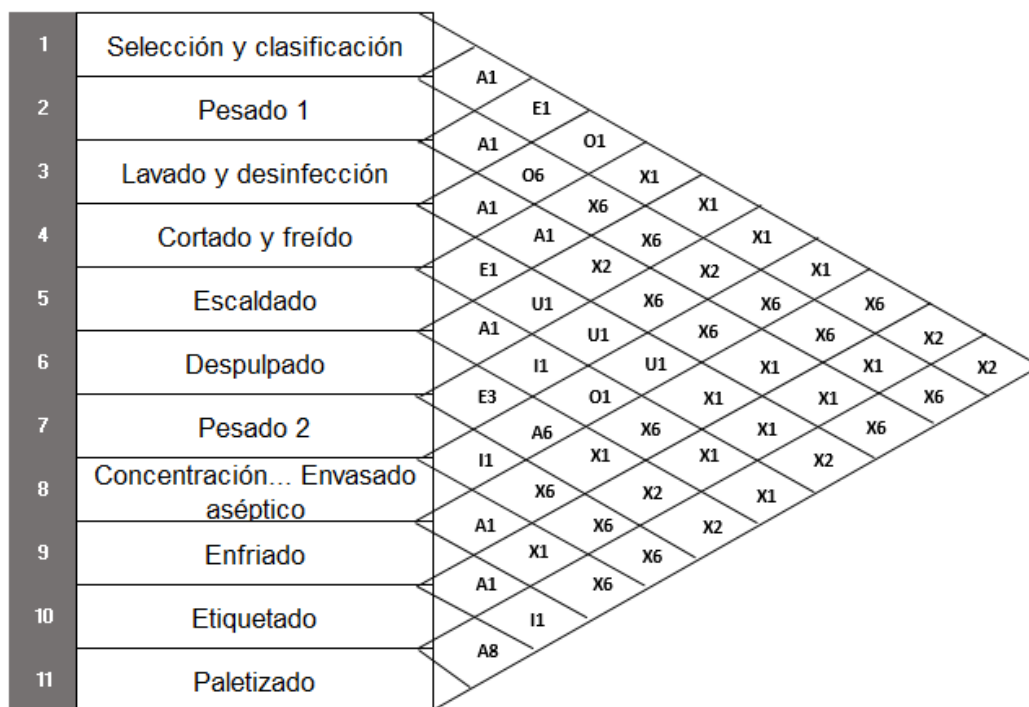 1 Selección y clasificación
A1
2 Pesado 1 E1
A1 O1
3 Lavado y desinfección O6 X1
A1 X6 X1
4 Cortado y freído A1 X6 X1
E1 X2 X2 X1
5 Escaldado U1 X6 X6 X6
A1 U1 X6 X6 X2
6 Despulpado I1 U1 X1 X1 X2
E3 O1 X1 X1 X6
7 Pesado 2 A6 X6 X1 X6
I1 X1 X1 X2
8 Concentración... Envasado
aséptico X6 X2 X1
A1 X6 X2
9 Enfriado X1 X6
A1 X6
10 Etiquetado I1
A8
11 Paletizado